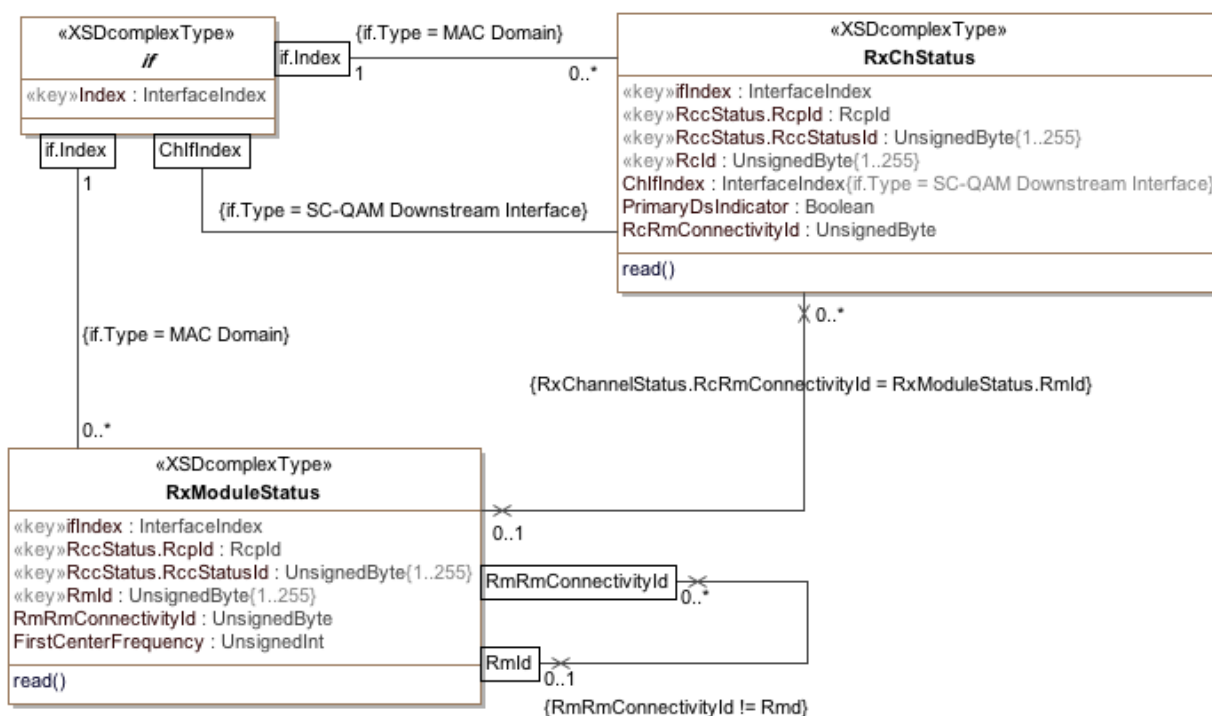 «XSDcomplexType»
if
«key»Index : InterfaceIndex
if.Index
{if.Type = MAC Domain}
1
0..*
«XSDcomplexType»
RxChStatus
«key»ifIndex : InterfaceIndex
«key»RccStatus.RcpId : RcpId
«key»RccStatus.RccStatusId : UnsignedByte{1..255}
«key»RcId : UnsignedByte{1..255}
ChIfIndex : InterfaceIndex{if.Type = SC-QAM Downstream Interface}
PrimaryDsIndicator : Boolean
RcRmConnectivityId : UnsignedByte
read()
if.Index
ChIfIndex
1
{if.Type = SC-QAM Downstream Interface}
0..*
{if.Type = MAC Domain}
{RxChannelStatus.RcRmConnectivityId = RxModuleStatus.RmId}
0..*
«XSDcomplexType»
RxModuleStatus
«key»ifIndex : InterfaceIndex
«key»RccStatus.RcpId : RcpId
«key»RccStatus.RccStatusId : UnsignedByte{1..255}
«key»RmId : UnsignedByte{1..255}
RmRmConnectivityId : UnsignedByte
FirstCenterFrequency : UnsignedInt
read()
0..1
RmRmConnectivityId
0..*
RmId
0..1
{RmRmConnectivityId != Rmd}